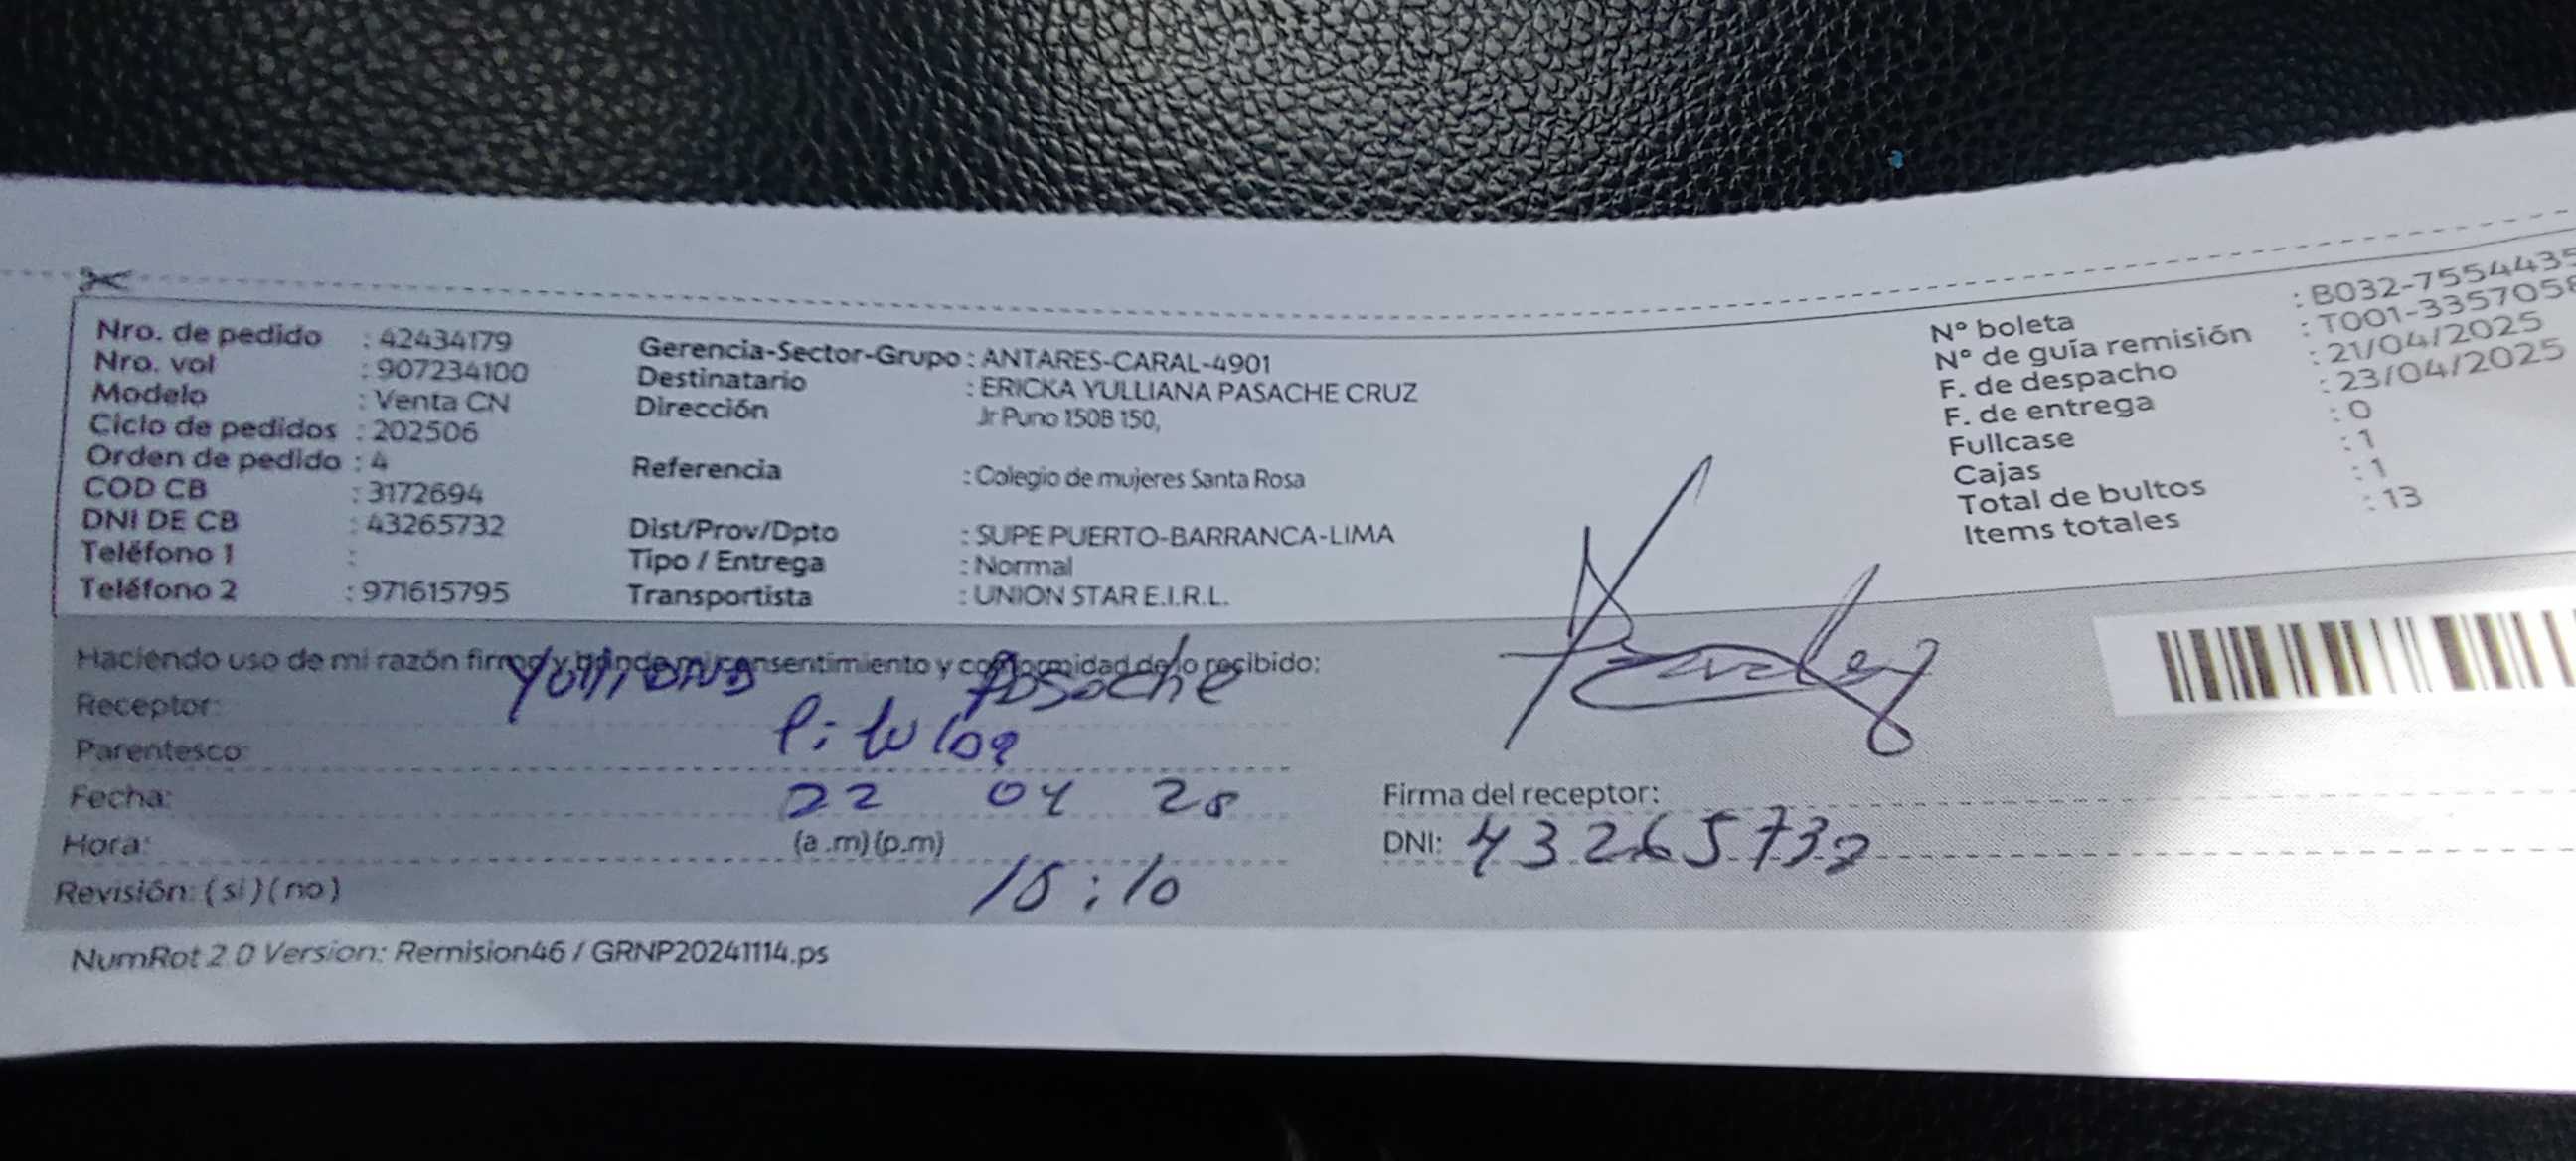 Nro. de pedido : 42434179
Nro. vol : 907234100
Modelo : Venta CN
Ciclo de pedidos : 202506
Orden de pedido : 4
COD CB : 3172694
DNI DE CB : 43265732
Teléfono 1 :
Teléfono 2 : 971615795
Gerencia-Sector-Grupo : ANTARES-CARAL-4901
Destinatario : ERICKA YULLIANA PASACHE CRUZ
Dirección Jr Puno 150B 150,
Referencia : Colegio de mujeres Santa Rosa
Dist/Prov/Dpto : SUPE PUERTO-BARRANCA-LIMA
Tipo / Entrega : Normal
Transportista : UNION STAR E.I.R.L.
N° boleta : B032-7554435
N° de guía remisión : T001-3357058
F. de despacho : 21/04/2025
F. de entrega : 23/04/2025
Fullcase : 0
Cajas : 1
Total de bultos : 1
Items totales : 13
Haciendo uso de mi razón firmo y brindo mi consentimiento y conformidad de lo recibido:
Receptor: Yulliana Pasache
Parentesco: titular
Fecha: 22 04 25
Hora: (a .m) (p.m) 15:10
Revisión: ( si ) ( no )
Firma del receptor:
DNI: 43265732
NumRot 2.0 Version: Remision46 / GRNP20241114.ps